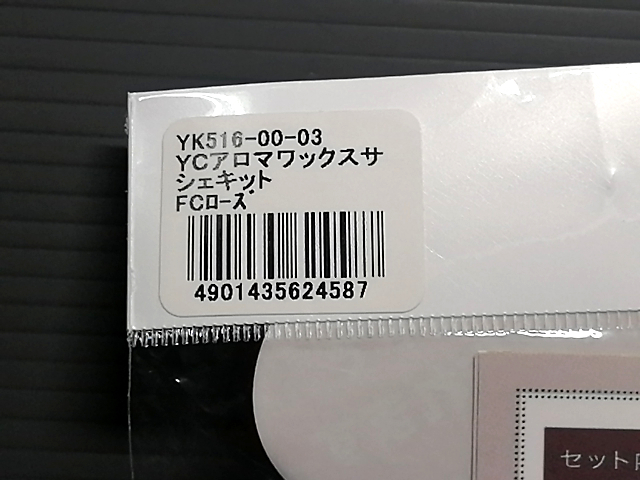 YK516-00-03
YCアロマワックスサ
シェキット
FCﾛｰｽﾞ
4901435624587
セット